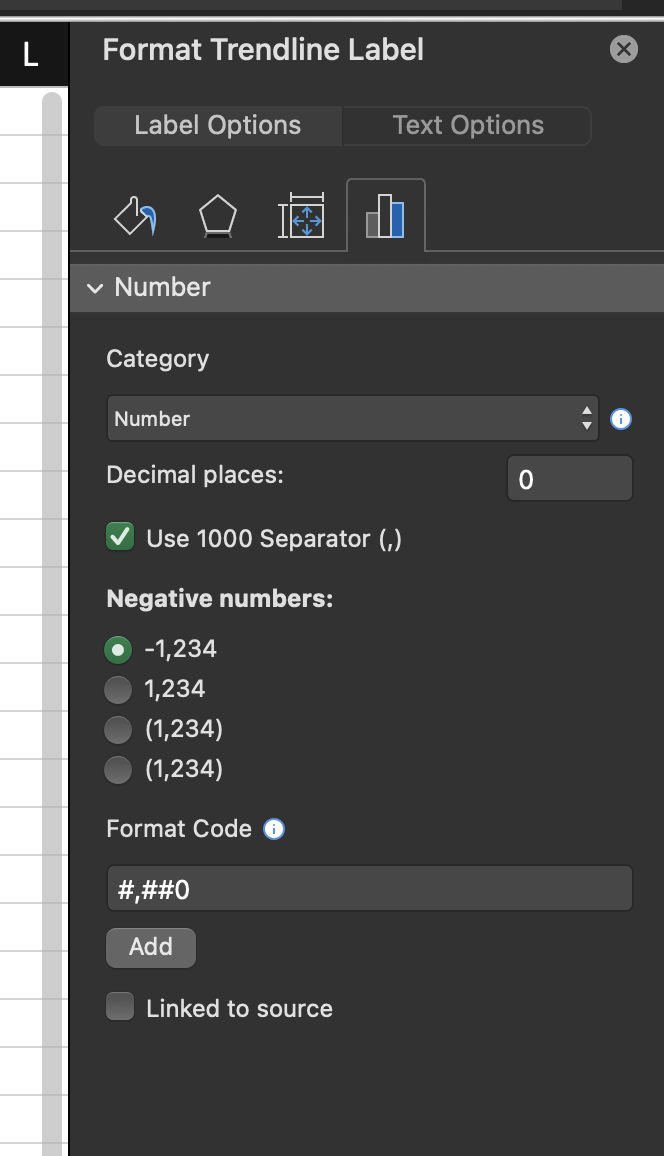 L
Format Trendline Label
Label Options
Text Options
Number
Category
Number
Decimal places:
0
Use 1000 Separator (,)
Negative numbers:
-1,234
1,234
(1,234)
(1,234)
Format Code
#,##0
Add
Linked to source